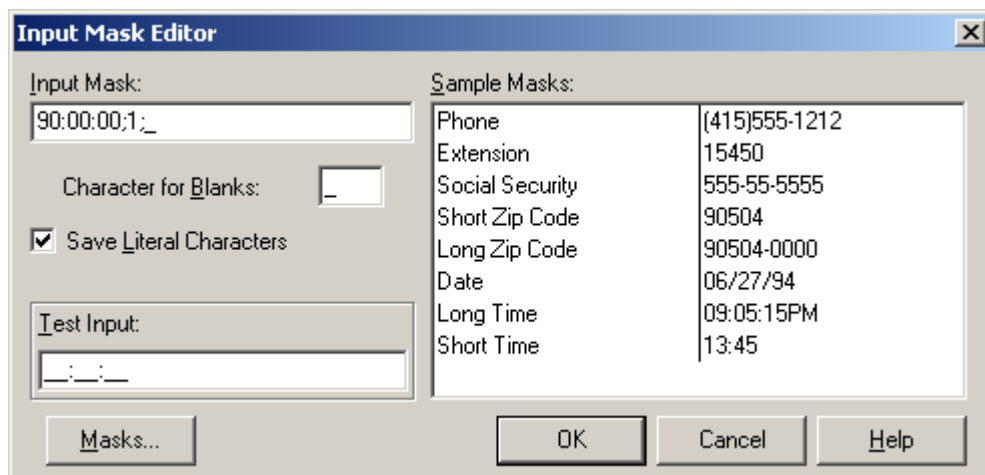 Input Mask Editor
Input Mask:
90:00:00;1;_
Character for Blanks: _
Save Literal Characters
Test Input:
__:__:__
Masks...
Sample Masks:
Phone (415)555-1212
Extension 15450
Social Security 555-55-5555
Short Zip Code 90504
Long Zip Code 90504-0000
Date 06/27/94
Long Time 09:05:15PM
Short Time 13:45
OK Cancel Help